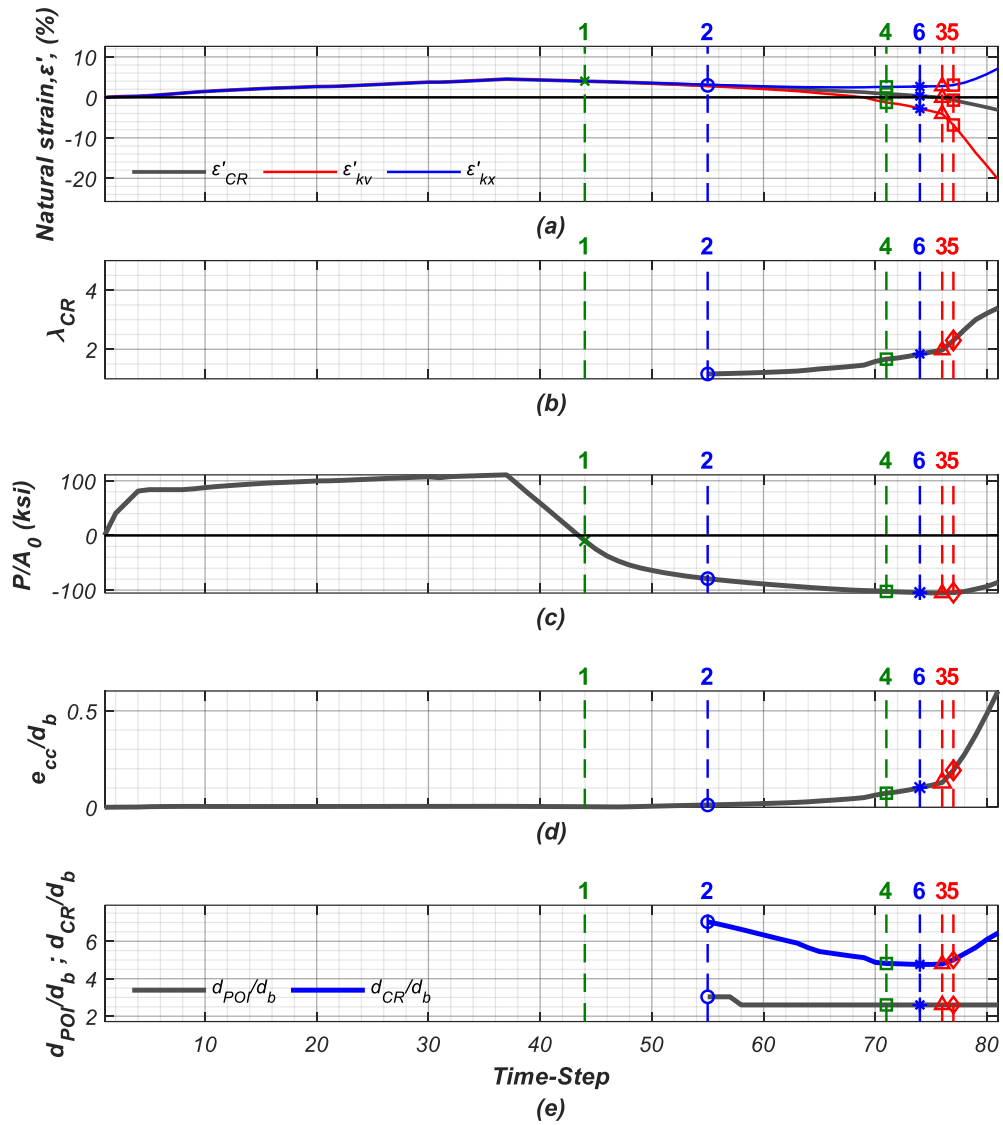 1 2 4 6 35
Natural strain,ε', (%)
10
0
-10
-20
ε'CR ε'kv ε'kx
(a)
1 2 4 6 35
λCR
4
2
(b)
1 2 4 6 35
P/A0 (ksi)
100
0
-100
(c)
1 2 4 6 35
ecc/db
0.5
0
(d)
1 2 4 6 35
dPOI/db ; dCR/db
6
4
2
dPOI/db dCR/db
10 20 30 40 50 60 70 80
Time-Step
(e)